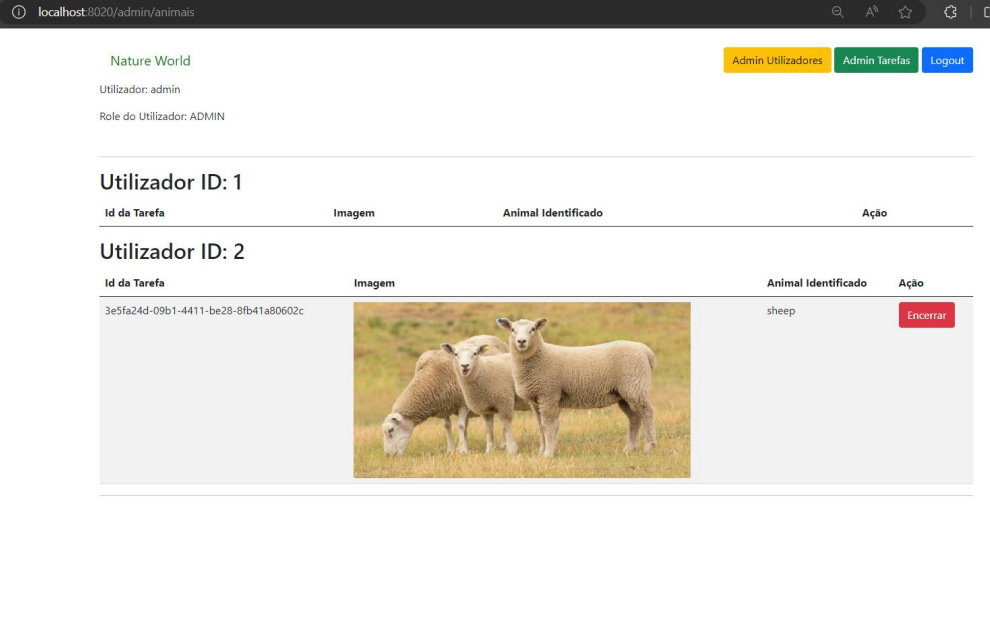 localhost:8020/admin/animais
Nature World
Admin Utilizadores Admin Tarefas Logout
Utilizador: admin
Role do Utilizador: ADMIN
Utilizador ID: 1
Id da Tarefa Imagem Animal Identificado Ação
Utilizador ID: 2
Id da Tarefa Imagem Animal Identificado Ação
3e5fa24d-09b1-4411-be28-8fb41a80602c sheep Encerrar